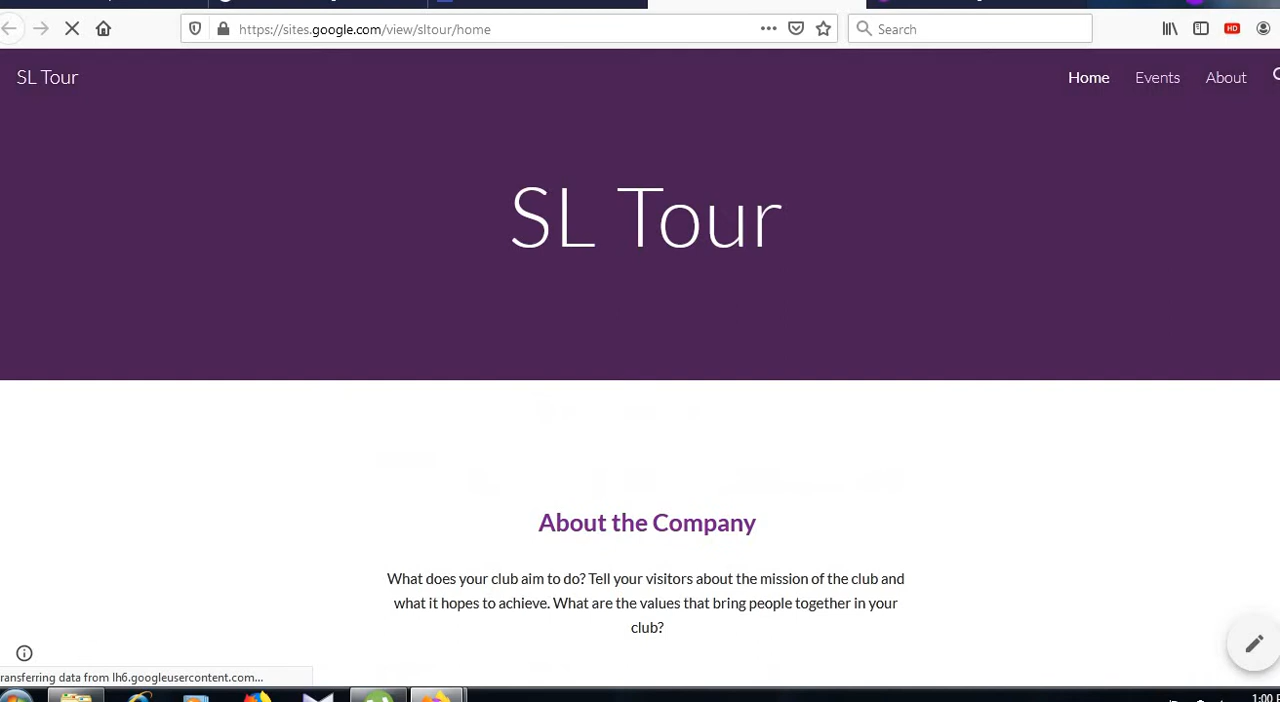 https://sites.google.com/view/sltour/home
Search
HD
SL Tour
Home
Events
About
SL Tour
About the Company
What does your club aim to do? Tell your visitors about the mission of the club and
what it hopes to achieve. What are the values that bring people together in your
club?
ransferring data from lh6.googleusercontent.com...
1:00